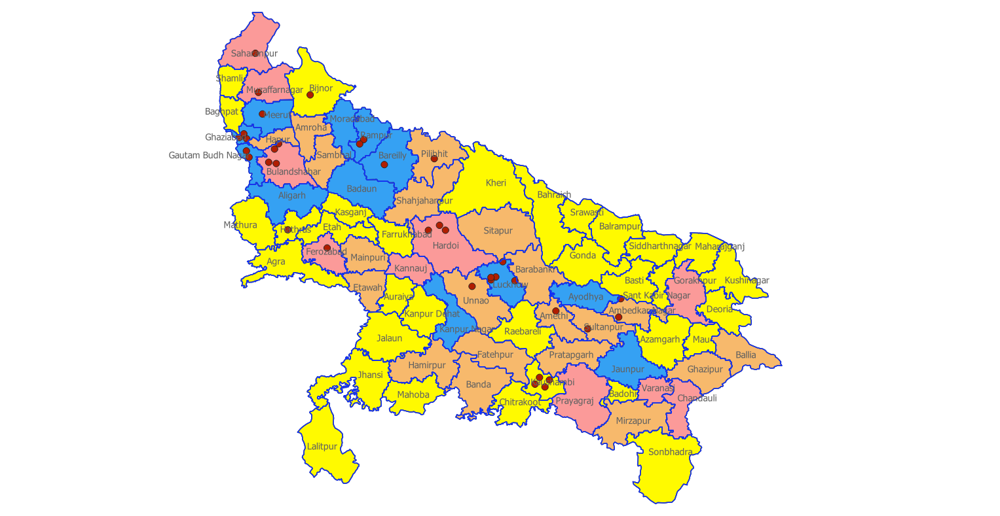 Saharanpur
Shamli
Muzaffarnagar
Bijnor
Baghpat
Meerut
Moradabad
Amroha
Rampur
Ghaziabad
Hapur
Gautam Budh Nagar
Sambhal
Bareilly
Pilibhit
Bulandshahar
Kheri
Badaun
Aligarh
Bahraich
Shahjahanpur
Kasganj
Srawasti
Mathura
Hathras
Etah
Balrampur
Farrukhabad
Sitapur
Hardoi
Siddharthnagar
Maharajganj
Ferozabad
Mainpuri
Gonda
Agra
Kannauj
Barabanki
Basti
Gorakhpur
Kushinagar
Etawah
Lucknow
Auraiya
Unnao
Ayodhya
Sant Kabir Nagar
Kanpur Dehat
Amethi
Ambedkar Nagar
Deoria
Kanpur Nagar
Raebareli
Sultanpur
Jalaun
Azamgarh
Mau
Fatehpur
Pratapgarh
Ballia
Hamirpur
Jaunpur
Ghazipur
Jhansi
Banda
Kaushambi
Mahoba
Chitrakoot
Prayagraj
Badohi
Varanasi
Chandauli
Mirzapur
Lalitpur
Sonbhadra